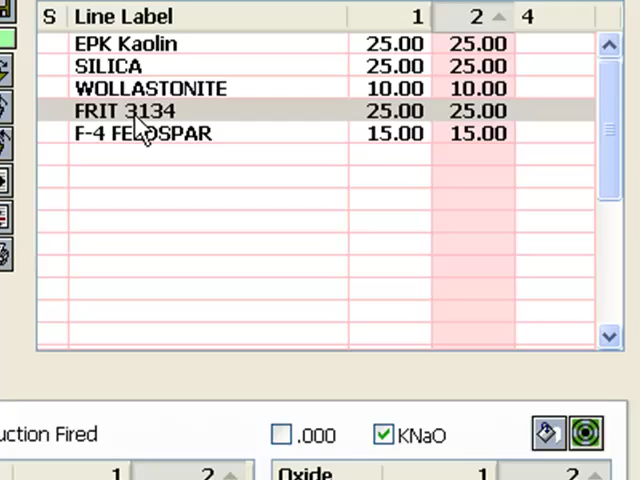 S Line Label 1 2 4
EPK Kaolin 25.00 25.00
SILICA 25.00 25.00
WOLLASTONITE 10.00 10.00
FRIT 3134 25.00 25.00
F-4 FELDSPAR 15.00 15.00
uction Fired .000 KNaO
1 2 Oxide 1 2